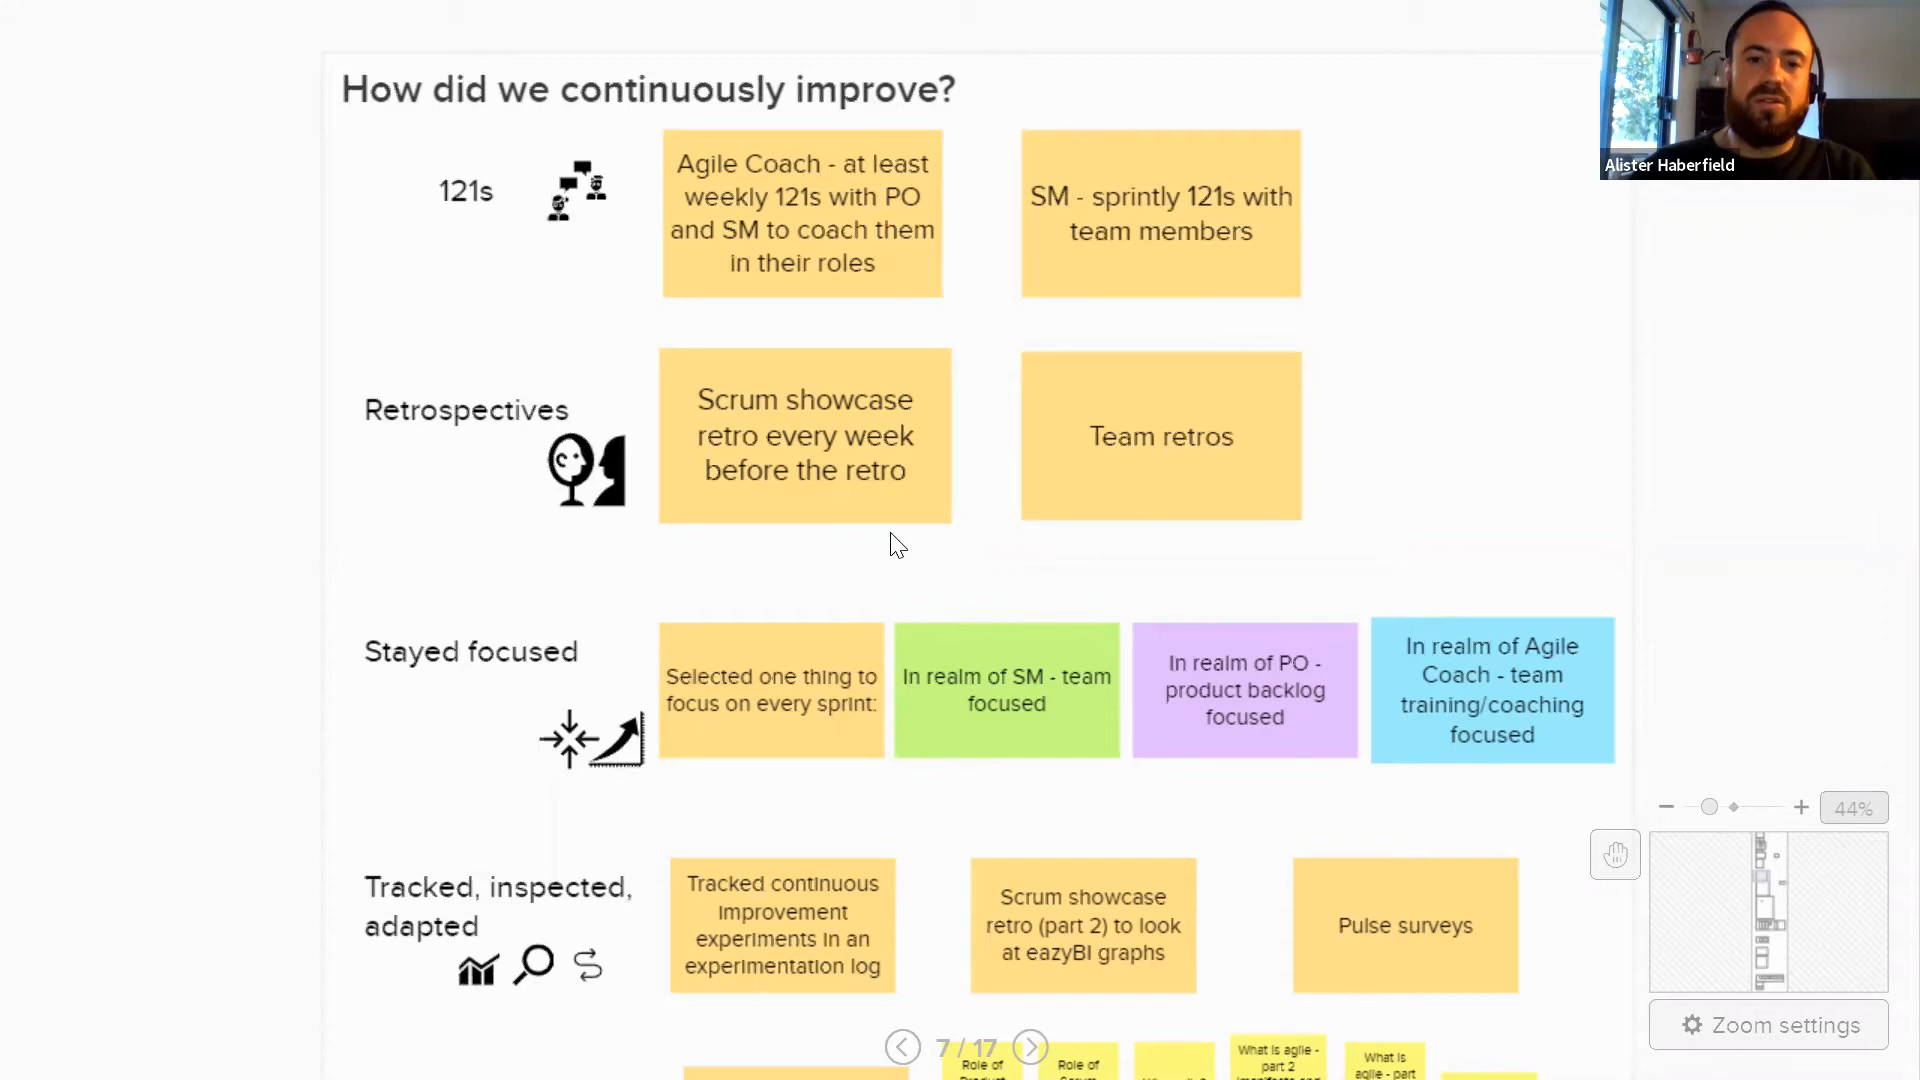 How did we continuously improve?
Alister Haberfield
121s
Agile Coach - at least
weekly 121s with PO
and SM to coach them
in their roles
SM - sprintly 121s with
team members
Retrospectives
Scrum showcase
retro every week
before the retro
Team retros
Stayed focused
Selected one thing to
focus on every sprint:
In realm of SM - team
focused
In realm of PO -
product backlog
focused
In realm of Agile
Coach - team
training/coaching
focused
44%
Tracked, inspected,
adapted
Tracked continuous
improvement
experiments in an
experimentation log
Scrum showcase
retro (part 2) to look
at eazyBI graphs
Pulse surveys
Zoom settings
7 / 17
Role of
Role of
What is agile -
part 2
What is
agile - part